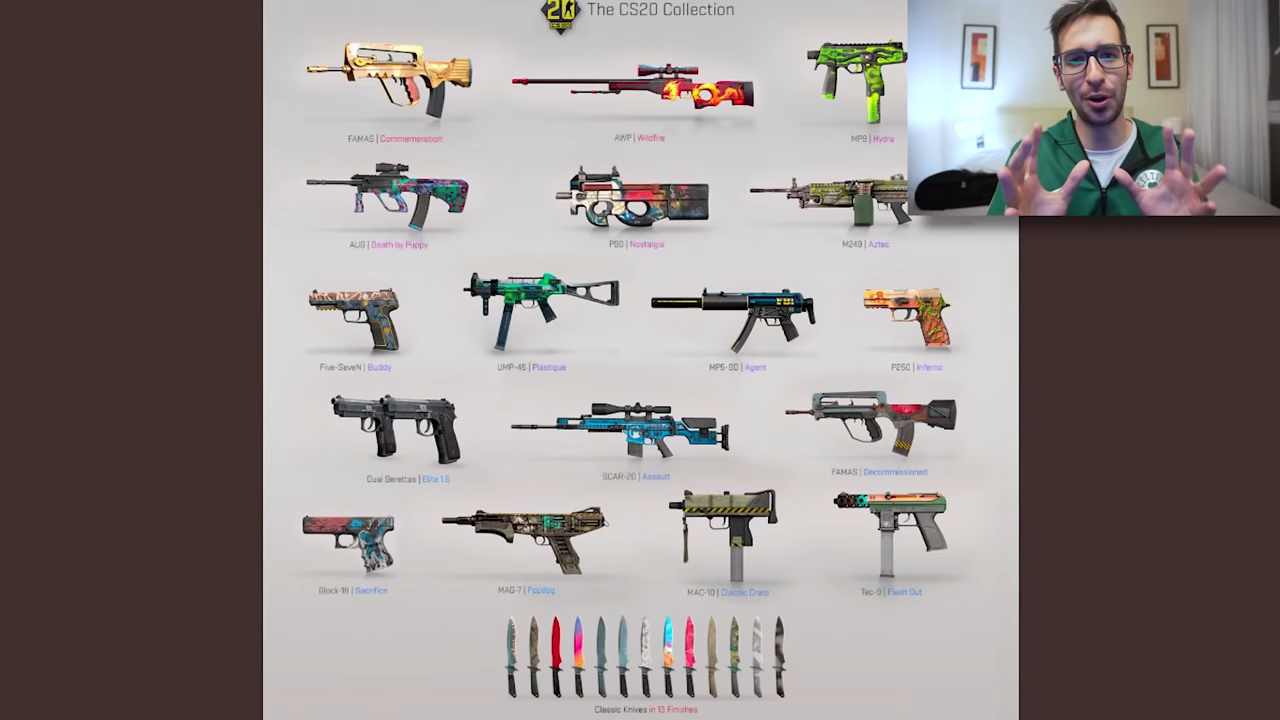 20
The CS20 Collection
FAMAS | Commemoration
AWP | Wildfire
MP9 | Hydra
AUG | Death by Puppy
P90 | Nostalgia
M249 | Aztec
FBI
Five-SeveN | Buddy
UMP-45 | Plastique
MP5-SD | Agent
P250 | Inferno
Dual Berettas | Elite 1.6
SCAR-20 | Assault
FAMAS | Decommissioned
Glock-18 | Sacrifice
MAG-7 | Popdog
MAC-10 | Classic Crate
Tec-9 | Flash Out
Classic Knives in 13 Finishes